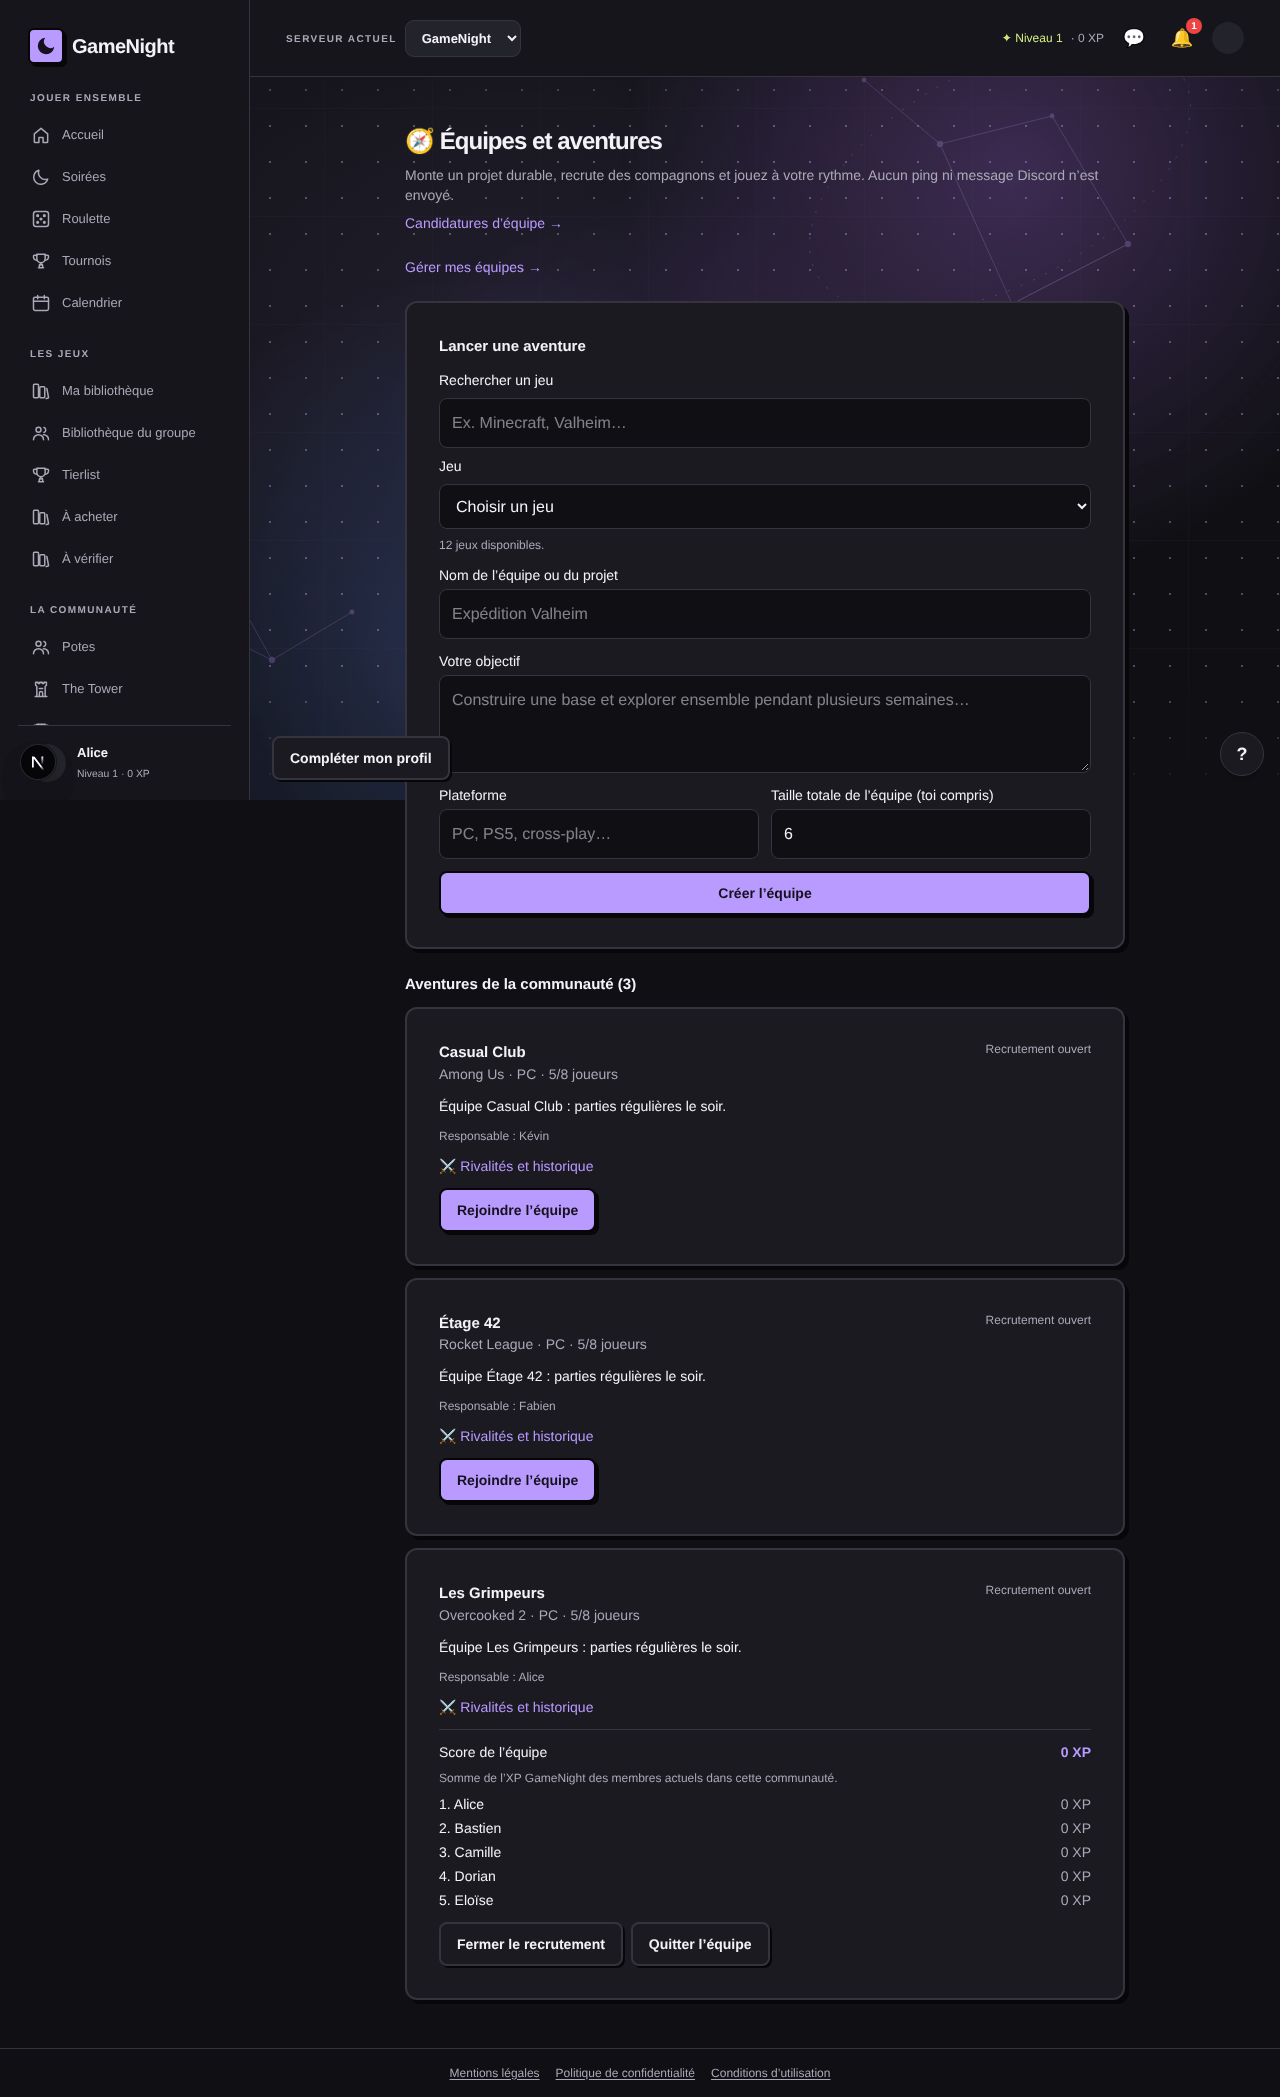 GameNight
SERVEUR ACTUEL
GameNight
✦ Niveau 1 · 0 XP
💬
🔔 1
JOUER ENSEMBLE
Accueil
Soirées
Roulette
Tournois
Calendrier
LES JEUX
Ma bibliothèque
Bibliothèque du groupe
Tierlist
À acheter
À vérifier
LA COMMUNAUTÉ
Potes
The Tower
N
Alice
Niveau 1 · 0 XP
🧭 Équipes et aventures
Monte un projet durable, recrute des compagnons et jouez à votre rythme. Aucun ping ni message Discord n’est
envoyé.
Candidatures d’équipe →
Gérer mes équipes →
Lancer une aventure
Rechercher un jeu
Ex. Minecraft, Valheim…
Jeu
Choisir un jeu
12 jeux disponibles.
Nom de l’équipe ou du projet
Expédition Valheim
Votre objectif
Construire une base et explorer ensemble pendant plusieurs semaines…
Compléter mon profil
?
Plateforme
Taille totale de l’équipe (toi compris)
PC, PS5, cross-play…
6
Créer l’équipe
Aventures de la communauté (3)
Casual Club
Recrutement ouvert
Among Us · PC · 5/8 joueurs
Équipe Casual Club : parties régulières le soir.
Responsable : Kévin
⚔️ Rivalités et historique
Rejoindre l’équipe
Étage 42
Recrutement ouvert
Rocket League · PC · 5/8 joueurs
Équipe Étage 42 : parties régulières le soir.
Responsable : Fabien
⚔️ Rivalités et historique
Rejoindre l’équipe
Les Grimpeurs
Recrutement ouvert
Overcooked 2 · PC · 5/8 joueurs
Équipe Les Grimpeurs : parties régulières le soir.
Responsable : Alice
⚔️ Rivalités et historique
Score de l’équipe 0 XP
Somme de l’XP GameNight des membres actuels dans cette communauté.
1. Alice 0 XP
2. Bastien 0 XP
3. Camille 0 XP
4. Dorian 0 XP
5. Eloïse 0 XP
Fermer le recrutement
Quitter l’équipe
Mentions légales Politique de confidentialité Conditions d’utilisation